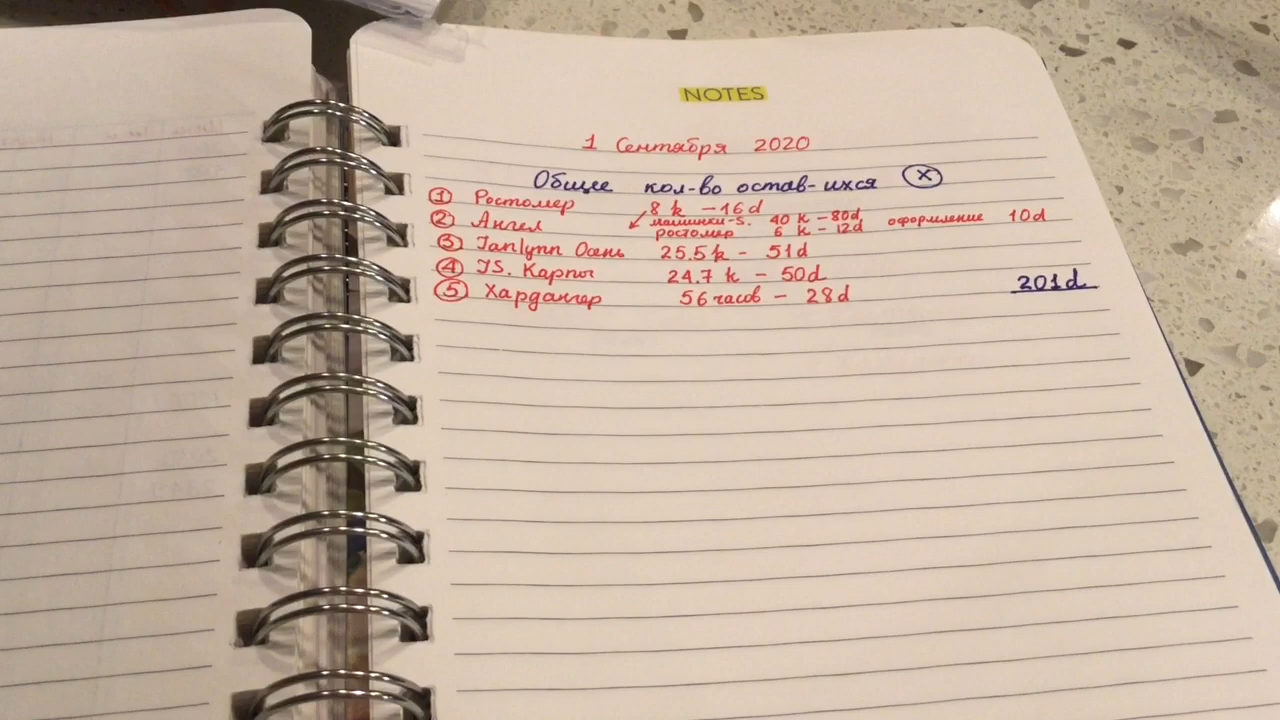 NOTES
1 Сентября 2020
Общее кол-во остав-ихся (x)
① Ростомер 8 k - 16d
② Ангел машинки-S. 40 k - 80d оформление 10d
ростомер 6 k - 12d
③ Janlynn Осень 25.5 k - 51d
④ JS. Карпы 24.7 k - 50d
⑤ Хардангер 56 часов - 28d
201d